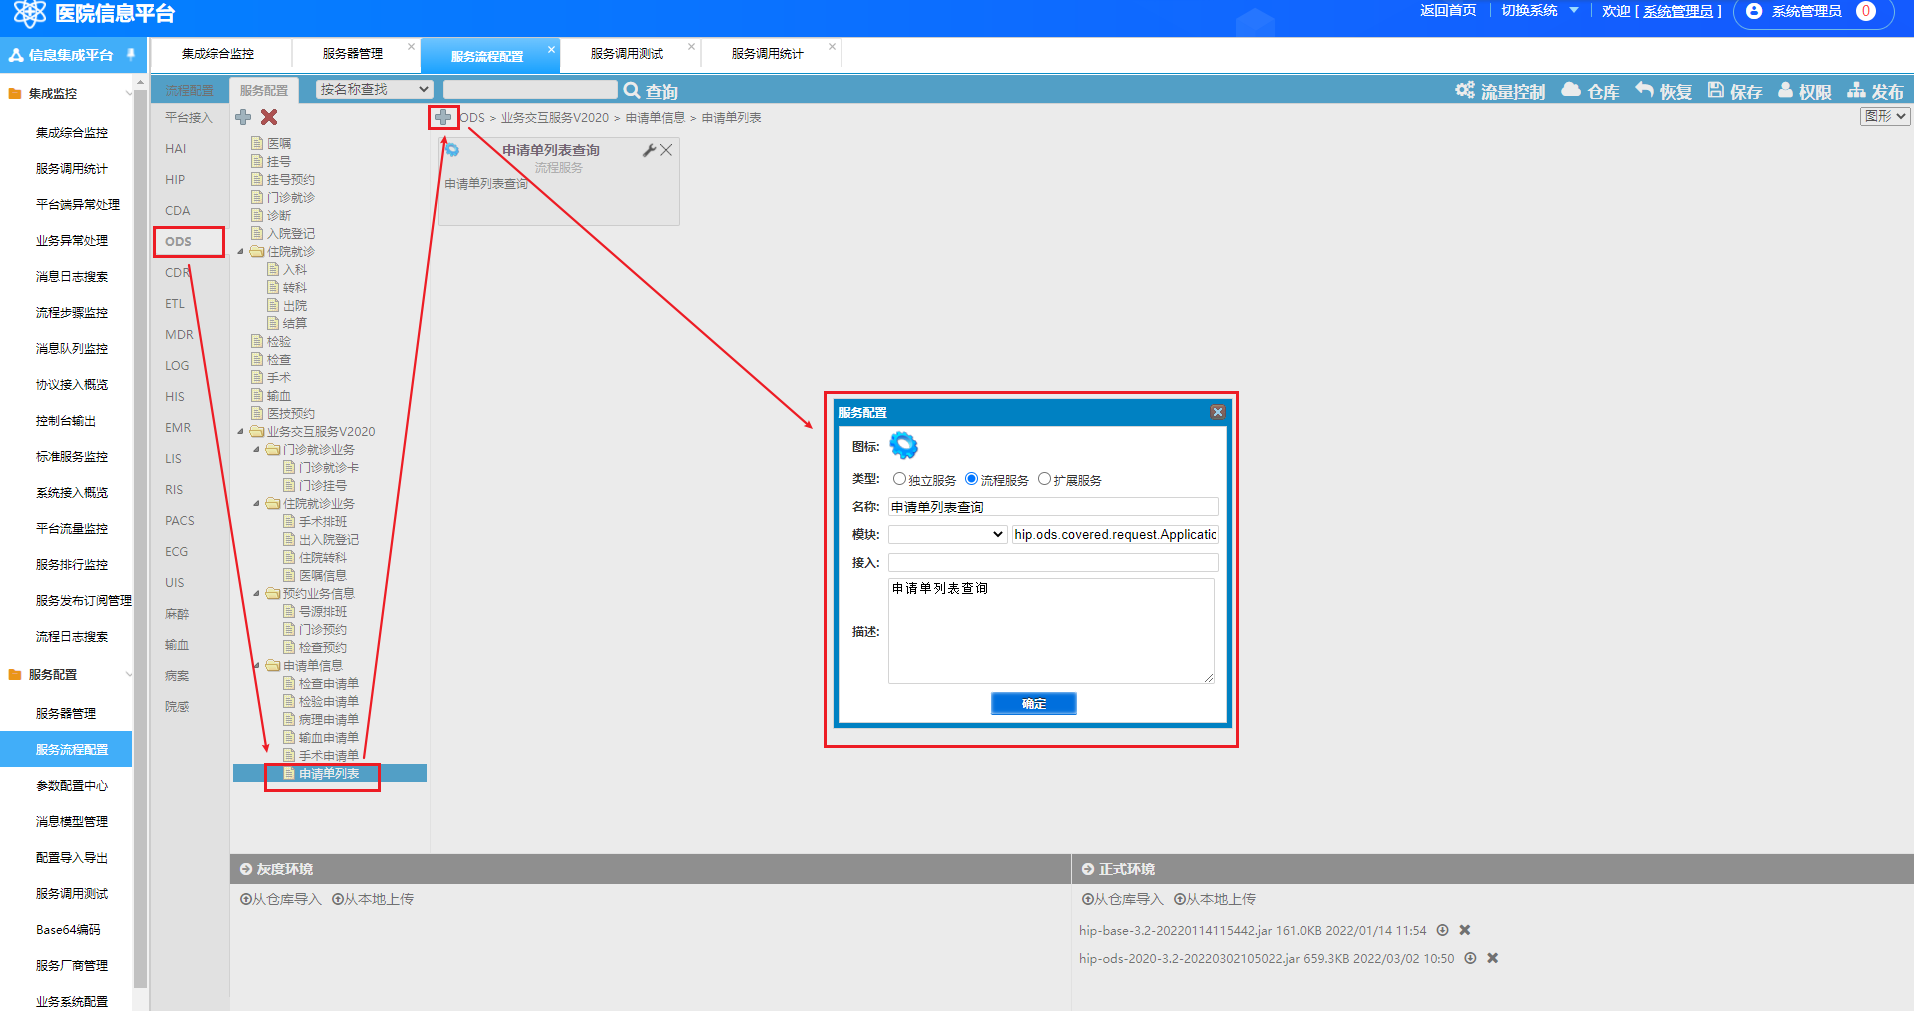 医院信息平台
返回首页 切换系统 欢迎 [ 系统管理员 ] 系统管理员 0
信息集成平台
集成综合监控 服务器管理 服务流程配置 服务调用测试 服务调用统计
集成监控
集成综合监控
服务调用统计
平台端异常处理
业务异常处理
消息日志搜索
流程步骤监控
消息队列监控
协议接入概览
控制台输出
标准服务监控
系统接入概览
平台流量监控
服务排行监控
服务发布订阅管理
流程日志搜索
服务配置
服务器管理
服务流程配置
参数配置中心
消息模型管理
配置导入导出
服务调用测试
Base64编码
服务厂商管理
业务系统配置
流程配置 服务配置 按名称查找 查询
流量控制 仓库 恢复 保存 权限 发布
平台接入
HAI
HIP
CDA
ODS
CDR
ETL
MDR
LOG
HIS
EMR
LIS
RIS
PACS
ECG
UIS
麻醉
输血
病案
院感
医嘱
挂号
挂号预约
门诊就诊
诊断
入院登记
住院就诊
入科
转科
出院
结算
检验
检查
手术
输血
医技预约
业务交互服务V2020
门诊就诊业务
门诊就诊卡
门诊挂号
住院就诊业务
手术排班
出入院登记
住院转科
医嘱信息
预约业务信息
号源排班
门诊预约
检查预约
申请单信息
检查申请单
检验申请单
病理申请单
输血申请单
手术申请单
申请单列表
ODS > 业务交互服务V2020 > 申请单信息 > 申请单列表
图形
申请单列表查询
流程服务
申请单列表查询
服务配置
图标:
类型: 独立服务 流程服务 扩展服务
名称: 申请单列表查询
模块: hip.ods.covered.request.Applicatio
接入:
描述: 申请单列表查询
确定
灰度环境
从仓库导入 从本地上传
正式环境
从仓库导入 从本地上传
hip-base-3.2-20220114115442.jar 161.0KB 2022/01/14 11:54
hip-ods-2020-3.2-20220302105022.jar 659.3KB 2022/03/02 10:50